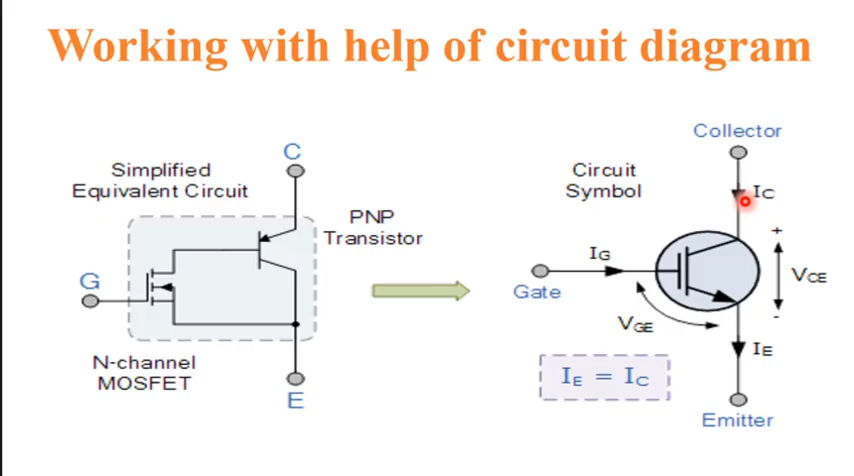 Working with help of circuit diagram
C
Simplified
Equivalent Circuit
PNP
Transistor
G
N-channel
MOSFET
E
Collector
Circuit
Symbol
IC
+
IG
Gate
VCE
VGE
-
IE
IE = IC
Emitter